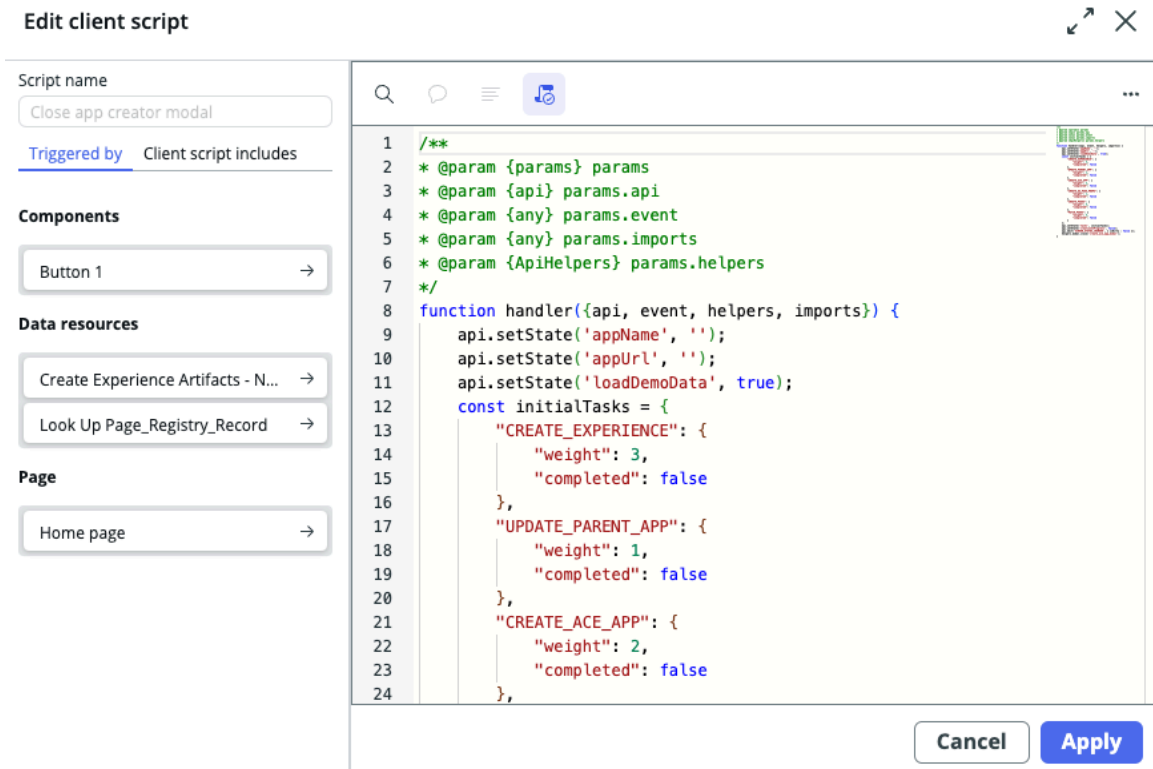 Edit client script
Script name
Close app creator modal
Triggered by
Client script includes
Components
Button 1
Data resources
Create Experience Artifacts - N...
Look Up Page_Registry_Record
Page
Home page
1 /**
2 * @param {params} params
3 * @param {api} params.api
4 * @param {any} params.event
5 * @param {any} params.imports
6 * @param {ApiHelpers} params.helpers
7 */
8 function handler({api, event, helpers, imports}) {
9 api.setState('appName', '');
10 api.setState('appUrl', '');
11 api.setState('loadDemoData', true);
12 const initialTasks = {
13 "CREATE_EXPERIENCE": {
14 "weight": 3,
15 "completed": false
16 },
17 "UPDATE_PARENT_APP": {
18 "weight": 1,
19 "completed": false
20 },
21 "CREATE_ACE_APP": {
22 "weight": 2,
23 "completed": false
24 },
Cancel
Apply